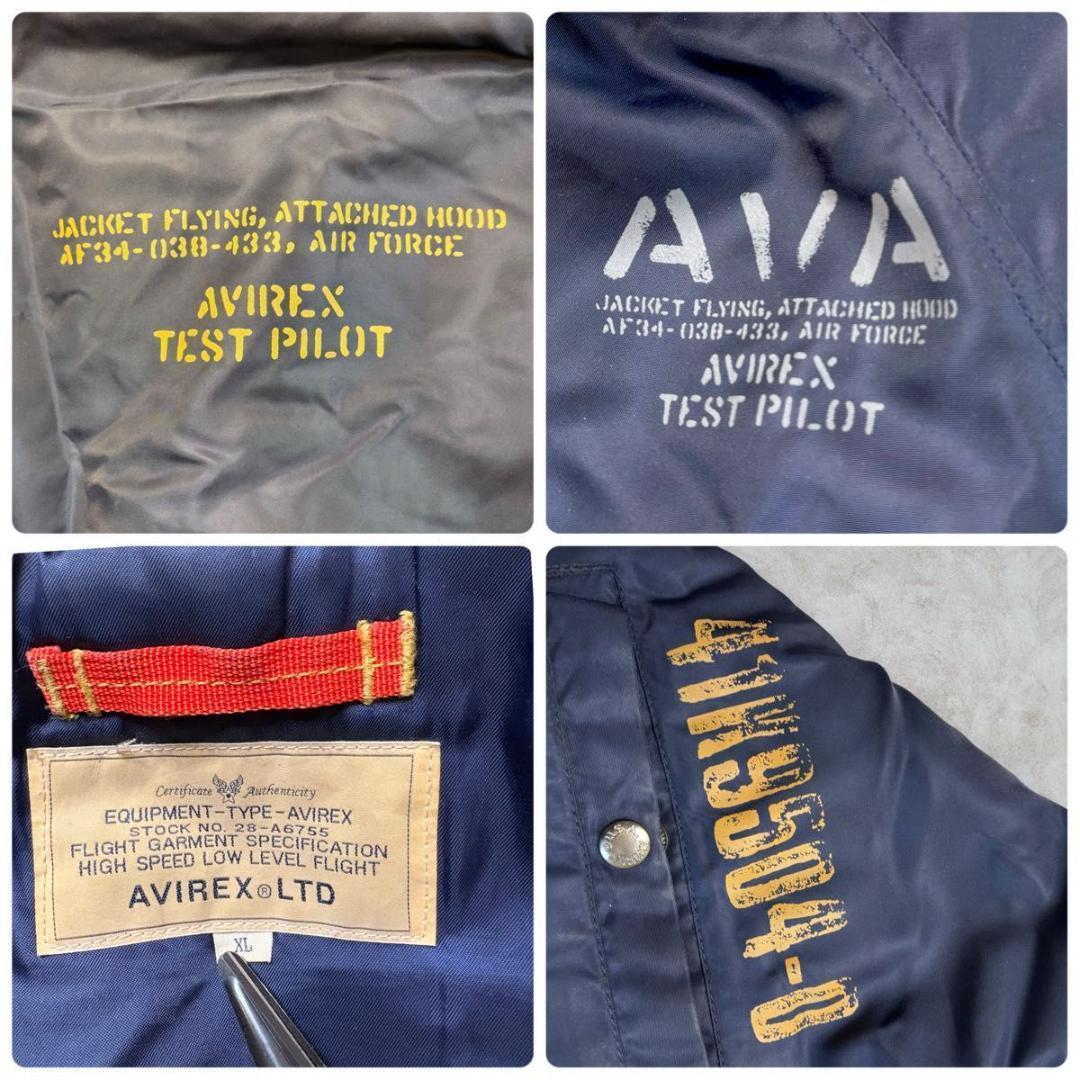 JACKET FLYING, ATTACHED HOOD
AF34-038-433, AIR FORCE
AVIREX
TEST PILOT
AVA
JACKET FLYING, ATTACHED HOOD
AF34-038-433, AIR FORCE
AVIREX
TEST PILOT
Certificate Authenticity
EQUIPMENT-TYPE-AVIREX
STOCK NO. 28-A6755
FLIGHT GARMENT SPECIFICATION
HIGH SPEED LOW LEVEL FLIGHT
AVIREX® LTD
XL
41H9504-0